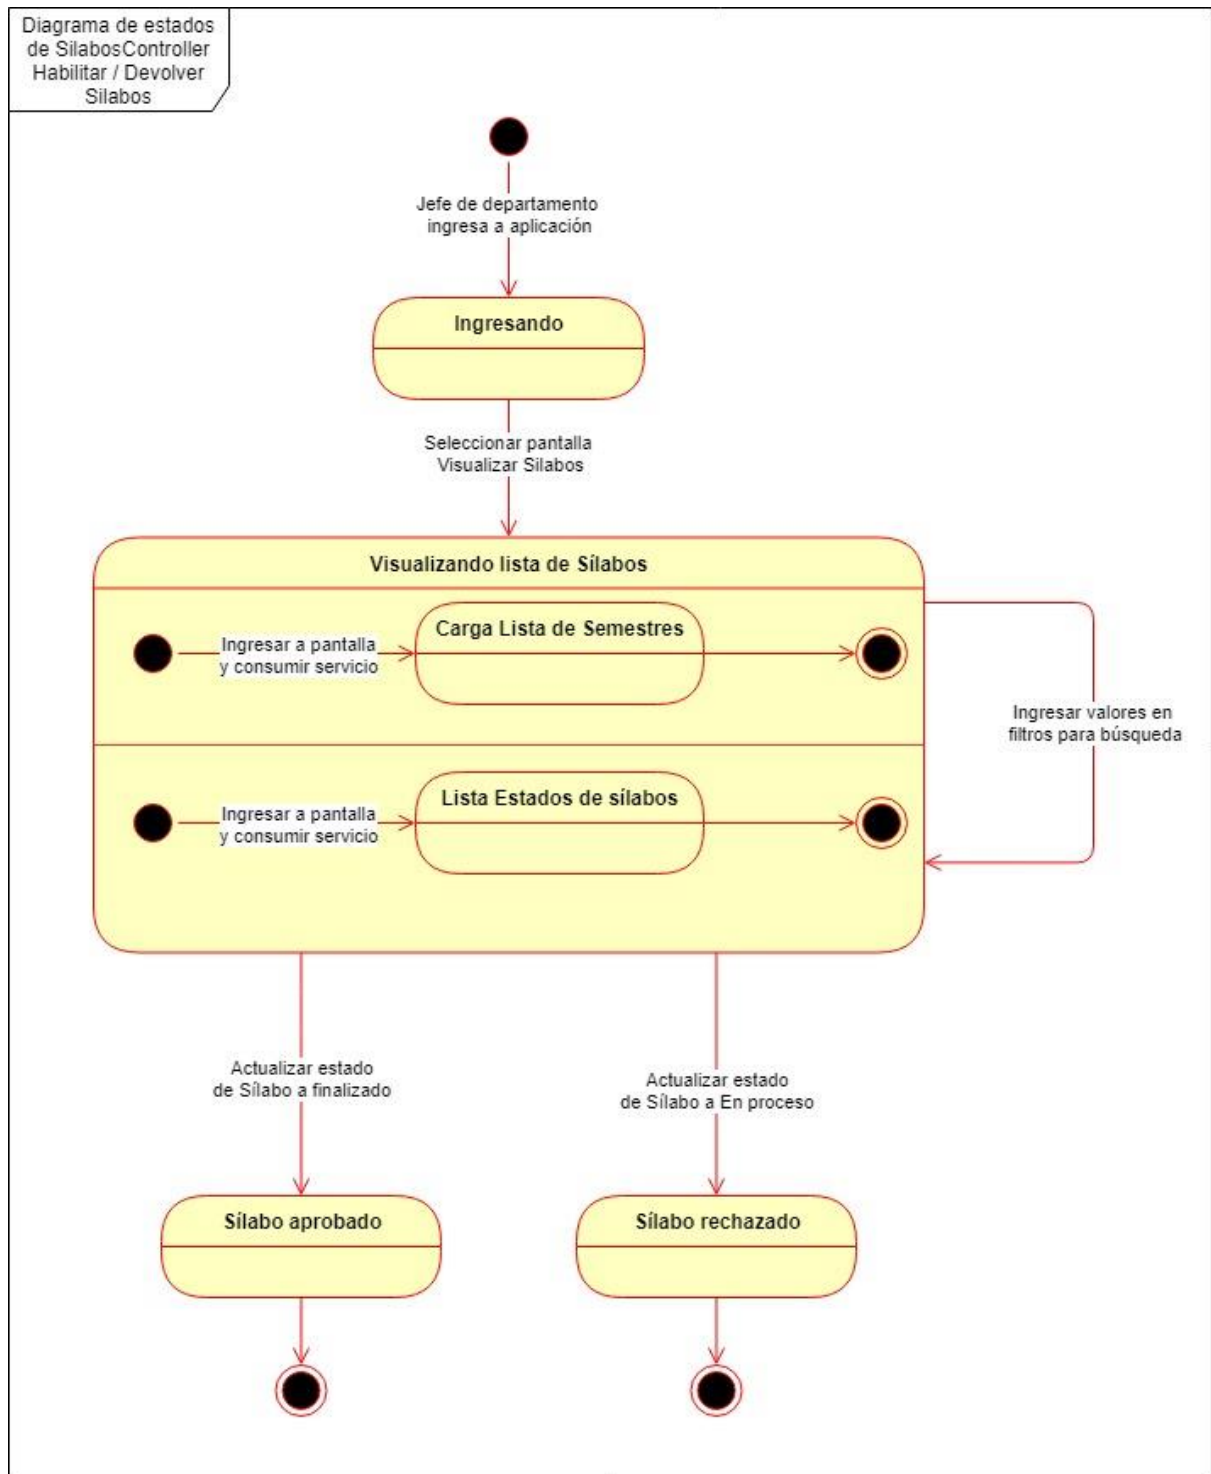 Diagrama de estados
de SilabosController
Habilitar / Devolver
Silabos
Jefe de departamento
ingresa a aplicación
Ingresando
Seleccionar pantalla
Visualizar Silabos
Visualizando lista de Sílabos
Ingresar a pantalla
y consumir servicio
Carga Lista de Semestres
Ingresar valores en
filtros para búsqueda
Ingresar a pantalla
y consumir servicio
Lista Estados de sílabos
Actualizar estado
de Sílabo a finalizado
Actualizar estado
de Sílabo a En proceso
Sílabo aprobado
Sílabo rechazado